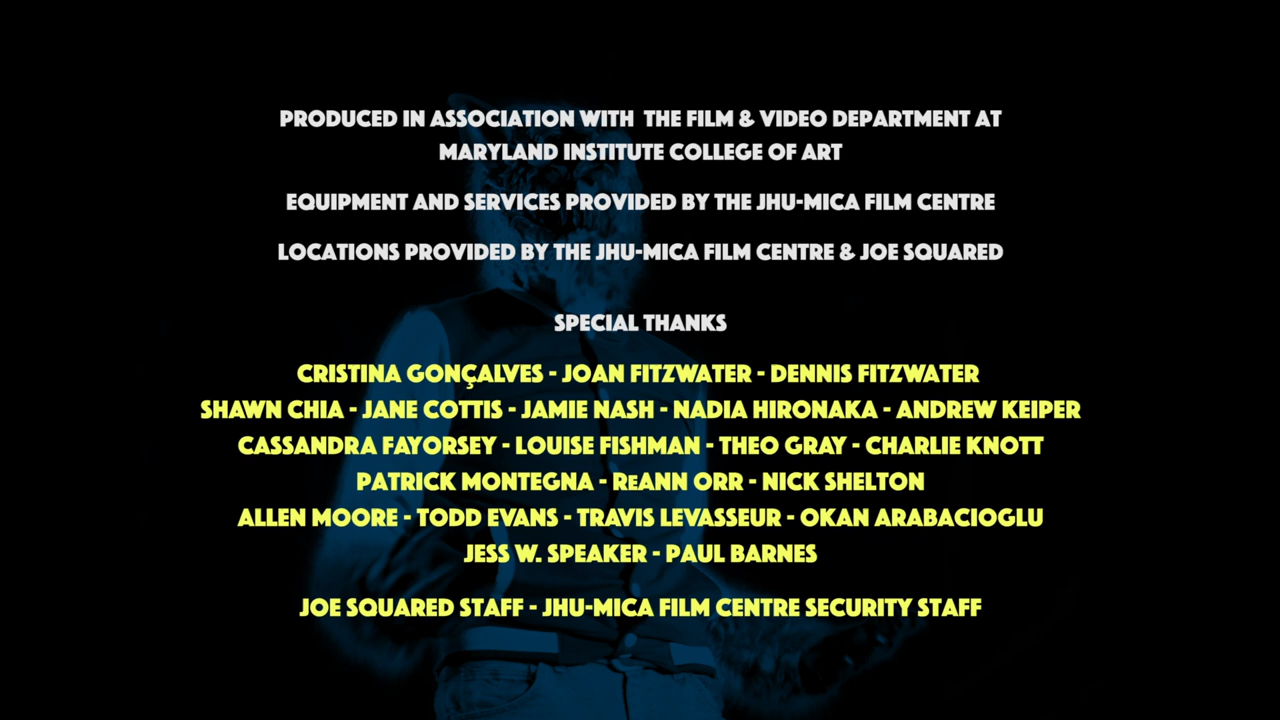 PRODUCED IN ASSOCIATION WITH THE FILM & VIDEO DEPARTMENT AT
MARYLAND INSTITUTE COLLEGE OF ART
EQUIPMENT AND SERVICES PROVIDED BY THE JHU-MICA FILM CENTRE
LOCATIONS PROVIDED BY THE JHU-MICA FILM CENTRE & JOE SQUARED
SPECIAL THANKS
CRISTINA GONÇALVES - JOAN FITZWATER - DENNIS FITZWATER
SHAWN CHIA - JANE COTTIS - JAMIE NASH - NADIA HIRONAKA - ANDREW KEIPER
CASSANDRA FAYORSEY - LOUISE FISHMAN - THEO GRAY - CHARLIE KNOTT
PATRICK MONTEGNA - REANN ORR - NICK SHELTON
ALLEN MOORE - TODD EVANS - TRAVIS LEVASSEUR - OKAN ARABACIOGLU
JESS W. SPEAKER - PAUL BARNES
JOE SQUARED STAFF - JHU-MICA FILM CENTRE SECURITY STAFF